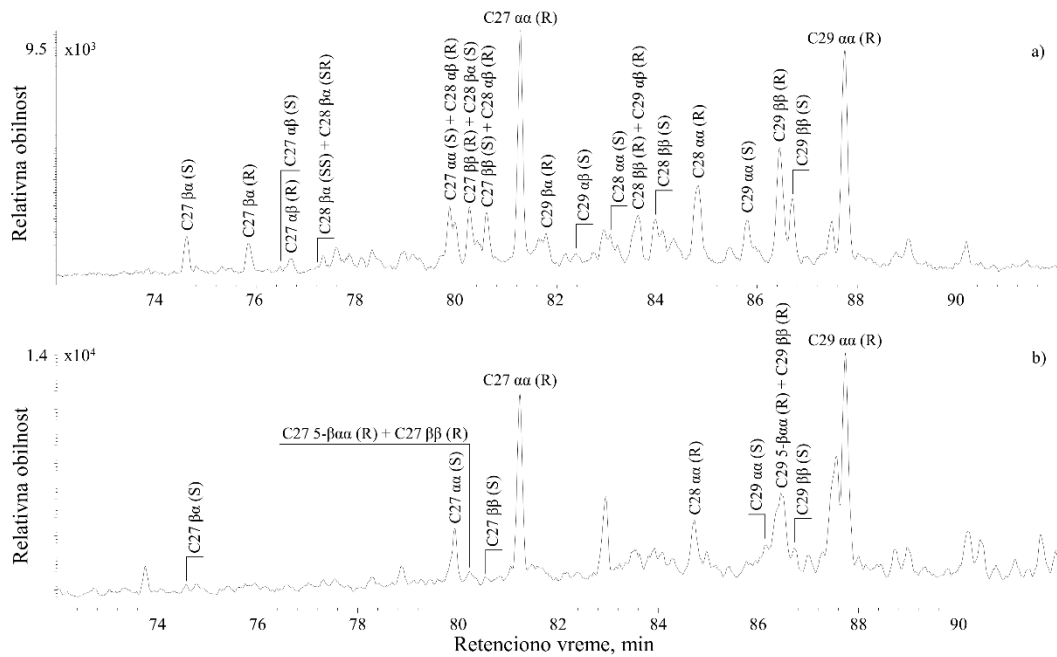 C27 αα (R)
9.5 x10³
C29 αα (R)
a)
Relativna obilnost
C27 βα (S)
C27 βα (R)
C27 αβ (S)
C27 αβ (R)
C28 βα (SS) + C28 βα (SR)
C27 αα (S) + C28 αβ (R)
C27 ββ (R) + C28 βα (S)
C27 ββ (S) + C28 αβ (R)
C29 βα (R)
C29 αβ (S)
C28 αα (S)
C28 ββ (R) + C29 αβ (R)
C28 ββ (S)
C28 αα (R)
C29 αα (S)
C29 ββ (R)
C29 ββ (S)
74 76 78 80 82 84 86 88 90
1.4 x10⁴
C29 αα (R)
b)
Relativna obilnost
C27 αα (R)
C27 5-βαα (R) + C27 ββ (R)
C27 βα (S)
C27 αα (S)
C27 ββ (S)
C28 αα (R)
C29 αα (S)
C29 5-βαα (R) + C29 ββ (R)
C29 ββ (S)
74 76 78 80 82 84 86 88 90
Retenciono vreme, min